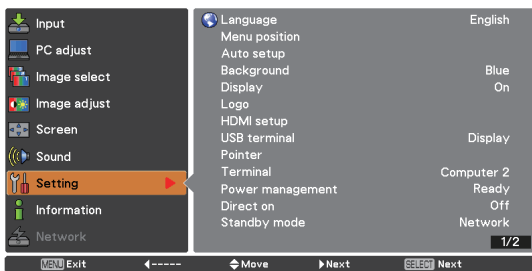 Input
PC adjust
Image select
Image adjust
Screen
Sound
Setting
Information
Network
Language English
Menu position
Auto setup
Background Blue
Display On
Logo
HDMI setup
USB terminal Display
Pointer
Terminal Computer 2
Power management Ready
Direct on Off
Standby mode Network
1/2
MENU Exit ----- Move Next SELECT Next